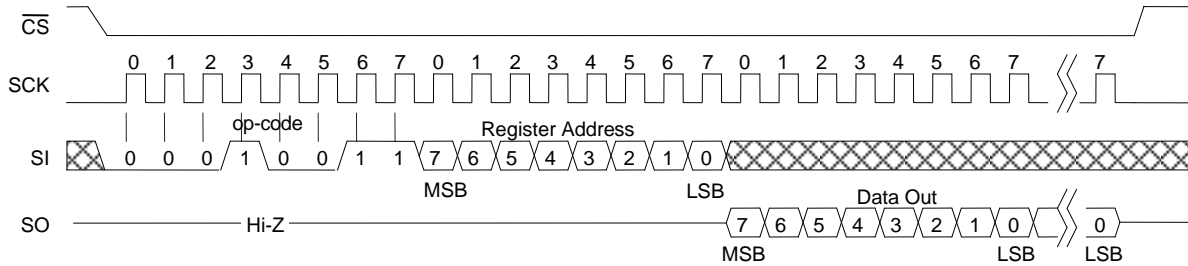 CS
0 1 2 3 4 5 6 7 0 1 2 3 4 5 6 7 0 1 2 3 4 5 6 7 7
SCK
op-code Register Address
SI 0 0 0 1 0 0 1 1 7 6 5 4 3 2 1 0
MSB LSB
Data Out
SO Hi-Z 7 6 5 4 3 2 1 0 0
MSB LSB LSB